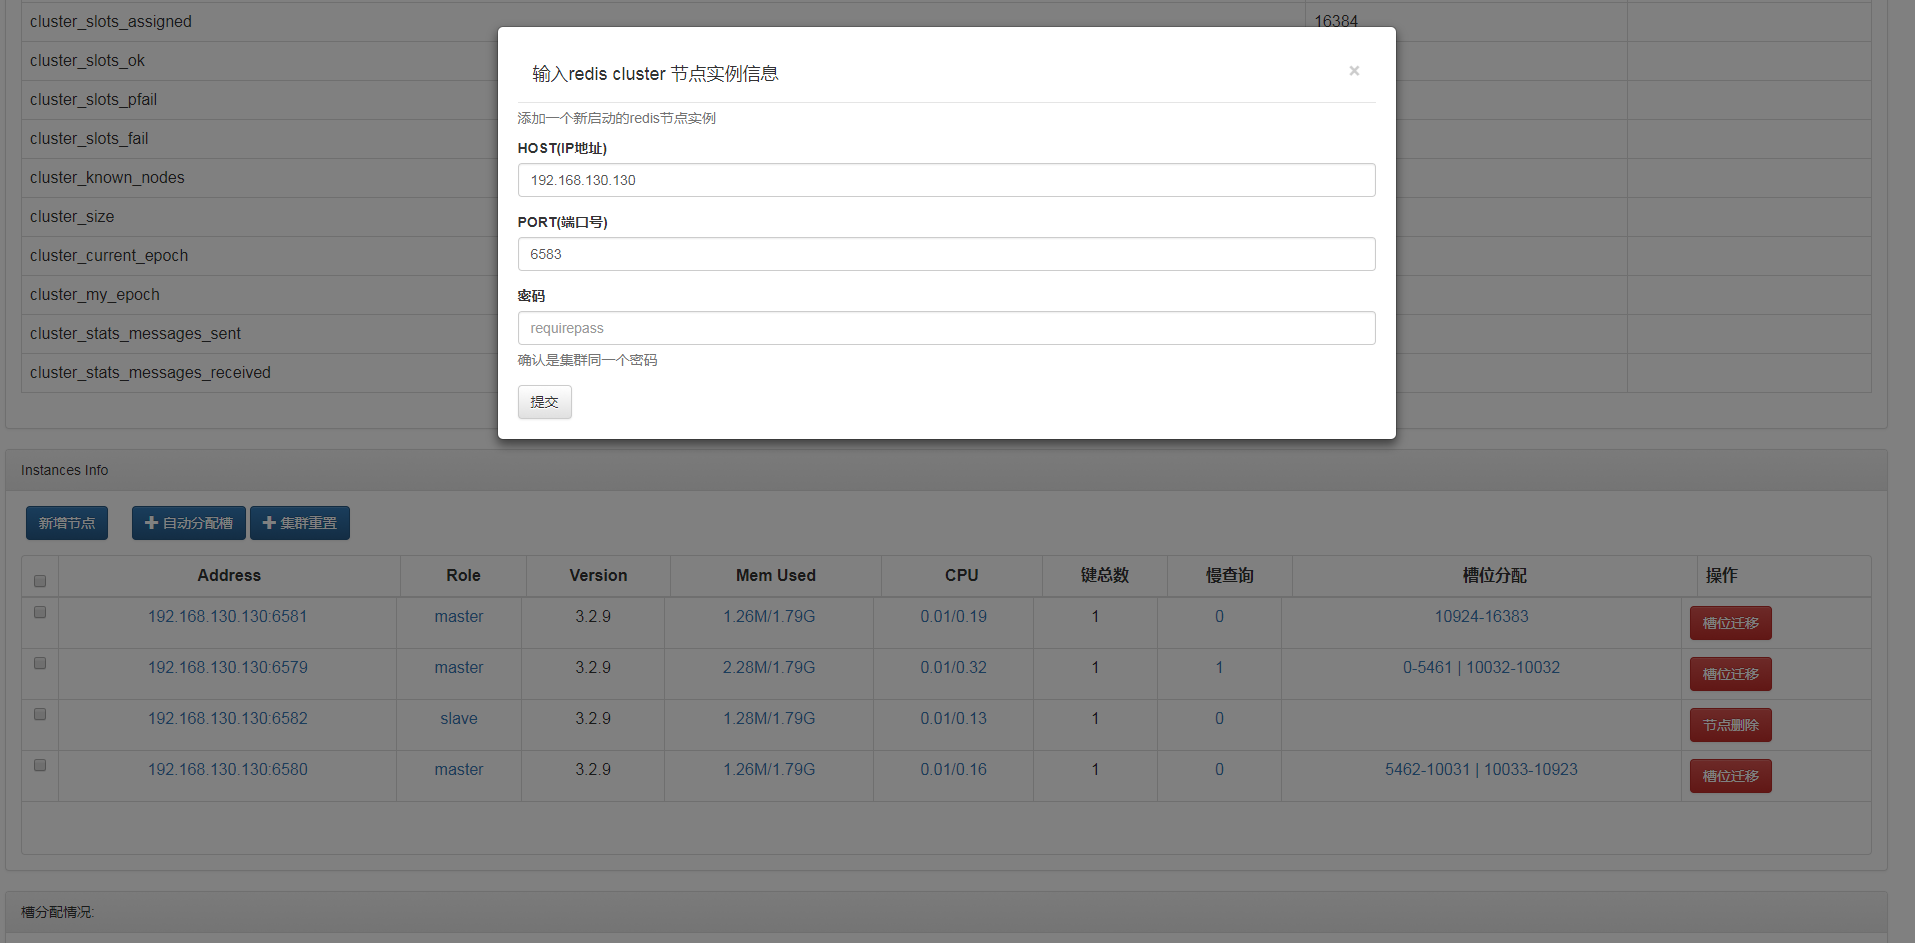 cluster_slots_assigned 16384
cluster_slots_ok
cluster_slots_pfail
cluster_slots_fail
cluster_known_nodes
cluster_size
cluster_current_epoch
cluster_my_epoch
cluster_stats_messages_sent
cluster_stats_messages_received
输入redis cluster 节点实例信息 ×
添加一个新启动的redis节点实例
HOST(IP地址)
192.168.130.130
PORT(端口号)
6583
密码
requirepass
确认是集群同一个密码
提交
Instances Info
新增节点 自动分配槽 集群重置
Address Role Version Mem Used CPU 键总数 慢查询 槽位分配 操作
192.168.130.130:6581 master 3.2.9 1.26M/1.79G 0.01/0.19 1 0 10924-16383 槽位迁移
192.168.130.130:6579 master 3.2.9 2.28M/1.79G 0.01/0.32 1 1 0-5461 | 10032-10032 槽位迁移
192.168.130.130:6582 slave 3.2.9 1.28M/1.79G 0.01/0.13 1 0 节点删除
192.168.130.130:6580 master 3.2.9 1.26M/1.79G 0.01/0.16 1 0 5462-10031 | 10033-10923 槽位迁移
槽分配情况: